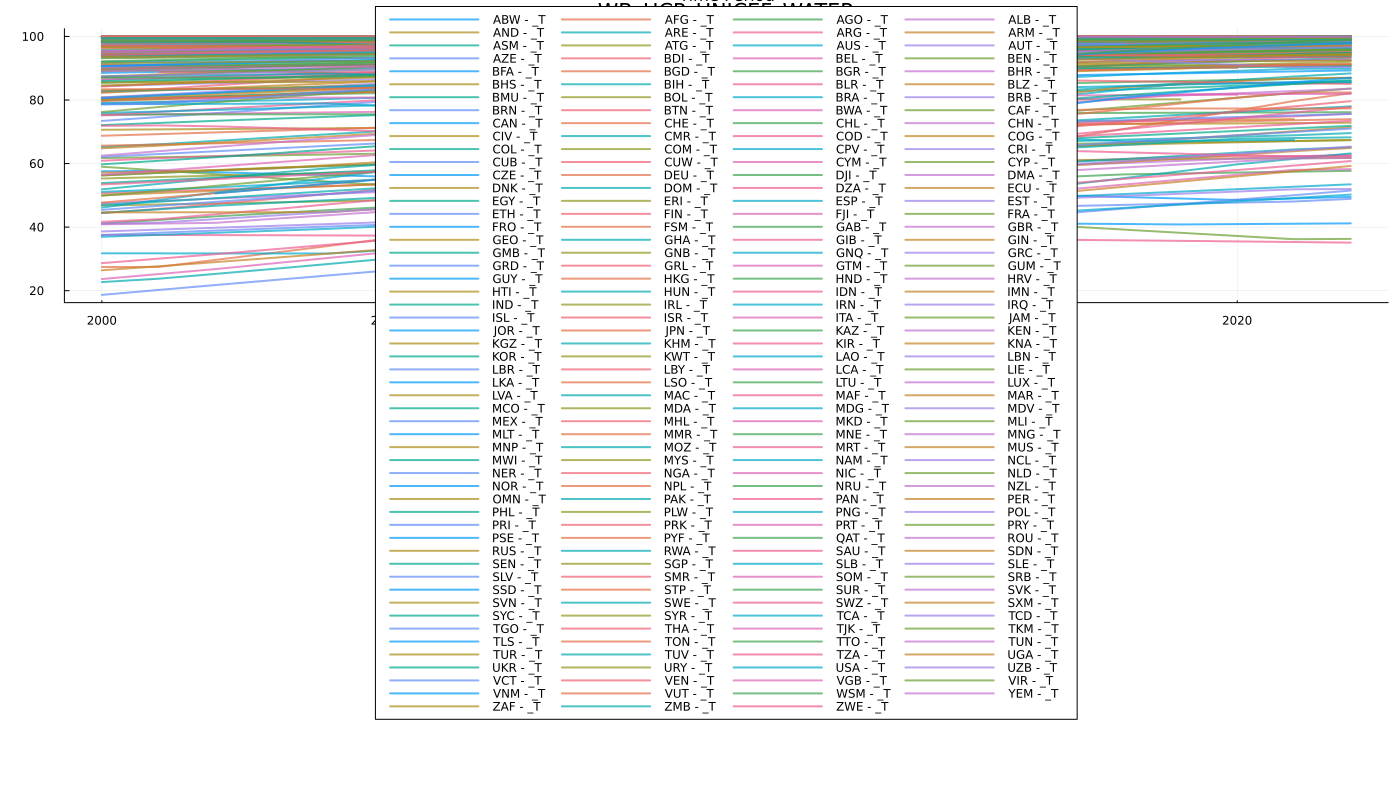 100
80
60
40
20
2000
2020
ABW - _T AFG - _T AGO - _T ALB - _T
AND - _T ARE - _T ARG - _T ARM - _T
ASM - _T ATG - _T AUS - _T AUT - _T
AZE - _T BDI - _T BEL - _T BEN - _T
BFA - _T BGD - _T BGR - _T BHR - _T
BHS - _T BIH - _T BLR - _T BLZ - _T
BMU - _T BOL - _T BRA - _T BRB - _T
BRN - _T BTN - _T BWA - _T CAF - _T
CAN - _T CHE - _T CHL - _T CHN - _T
CIV - _T CMR - _T COD - _T COG - _T
COL - _T COM - _T CPV - _T CRI - _T
CUB - _T CUW - _T CYM - _T CYP - _T
CZE - _T DEU - _T DJI - _T DMA - _T
DNK - _T DOM - _T DZA - _T ECU - _T
EGY - _T ERI - _T ESP - _T EST - _T
ETH - _T FIN - _T FJI - _T FRA - _T
FRO - _T FSM - _T GAB - _T GBR - _T
GEO - _T GHA - _T GIB - _T GIN - _T
GMB - _T GNB - _T GNQ - _T GRC - _T
GRD - _T GRL - _T GTM - _T GUM - _T
GUY - _T HKG - _T HND - _T HRV - _T
HTI - _T HUN - _T IDN - _T IMN - _T
IND - _T IRL - _T IRN - _T IRQ - _T
ISL - _T ISR - _T ITA - _T JAM - _T
JOR - _T JPN - _T KAZ - _T KEN - _T
KGZ - _T KHM - _T KIR - _T KNA - _T
KOR - _T KWT - _T LAO - _T LBN - _T
LBR - _T LBY - _T LCA - _T LIE - _T
LKA - _T LSO - _T LTU - _T LUX - _T
LVA - _T MAC - _T MAF - _T MAR - _T
MCO - _T MDA - _T MDG - _T MDV - _T
MEX - _T MHL - _T MKD - _T MLI - _T
MLT - _T MMR - _T MNE - _T MNG - _T
MNP - _T MOZ - _T MRT - _T MUS - _T
MWI - _T MYS - _T NAM - _T NCL - _T
NER - _T NGA - _T NIC - _T NLD - _T
NOR - _T NPL - _T NRU - _T NZL - _T
OMN - _T PAK - _T PAN - _T PER - _T
PHL - _T PLW - _T PNG - _T POL - _T
PRI - _T PRK - _T PRT - _T PRY - _T
PSE - _T PYF - _T QAT - _T ROU - _T
RUS - _T RWA - _T SAU - _T SDN - _T
SEN - _T SGP - _T SLB - _T SLE - _T
SLV - _T SMR - _T SOM - _T SRB - _T
SSD - _T STP - _T SUR - _T SVK - _T
SVN - _T SWE - _T SWZ - _T SXM - _T
SYC - _T SYR - _T TCA - _T TCD - _T
TGO - _T THA - _T TJK - _T TKM - _T
TLS - _T TON - _T TTO - _T TUN - _T
TUR - _T TUV - _T TZA - _T UGA - _T
UKR - _T URY - _T USA - _T UZB - _T
VCT - _T VEN - _T VGB - _T VIR - _T
VNM - _T VUT - _T WSM - _T YEM - _T
ZAF - _T ZMB - _T ZWE - _T